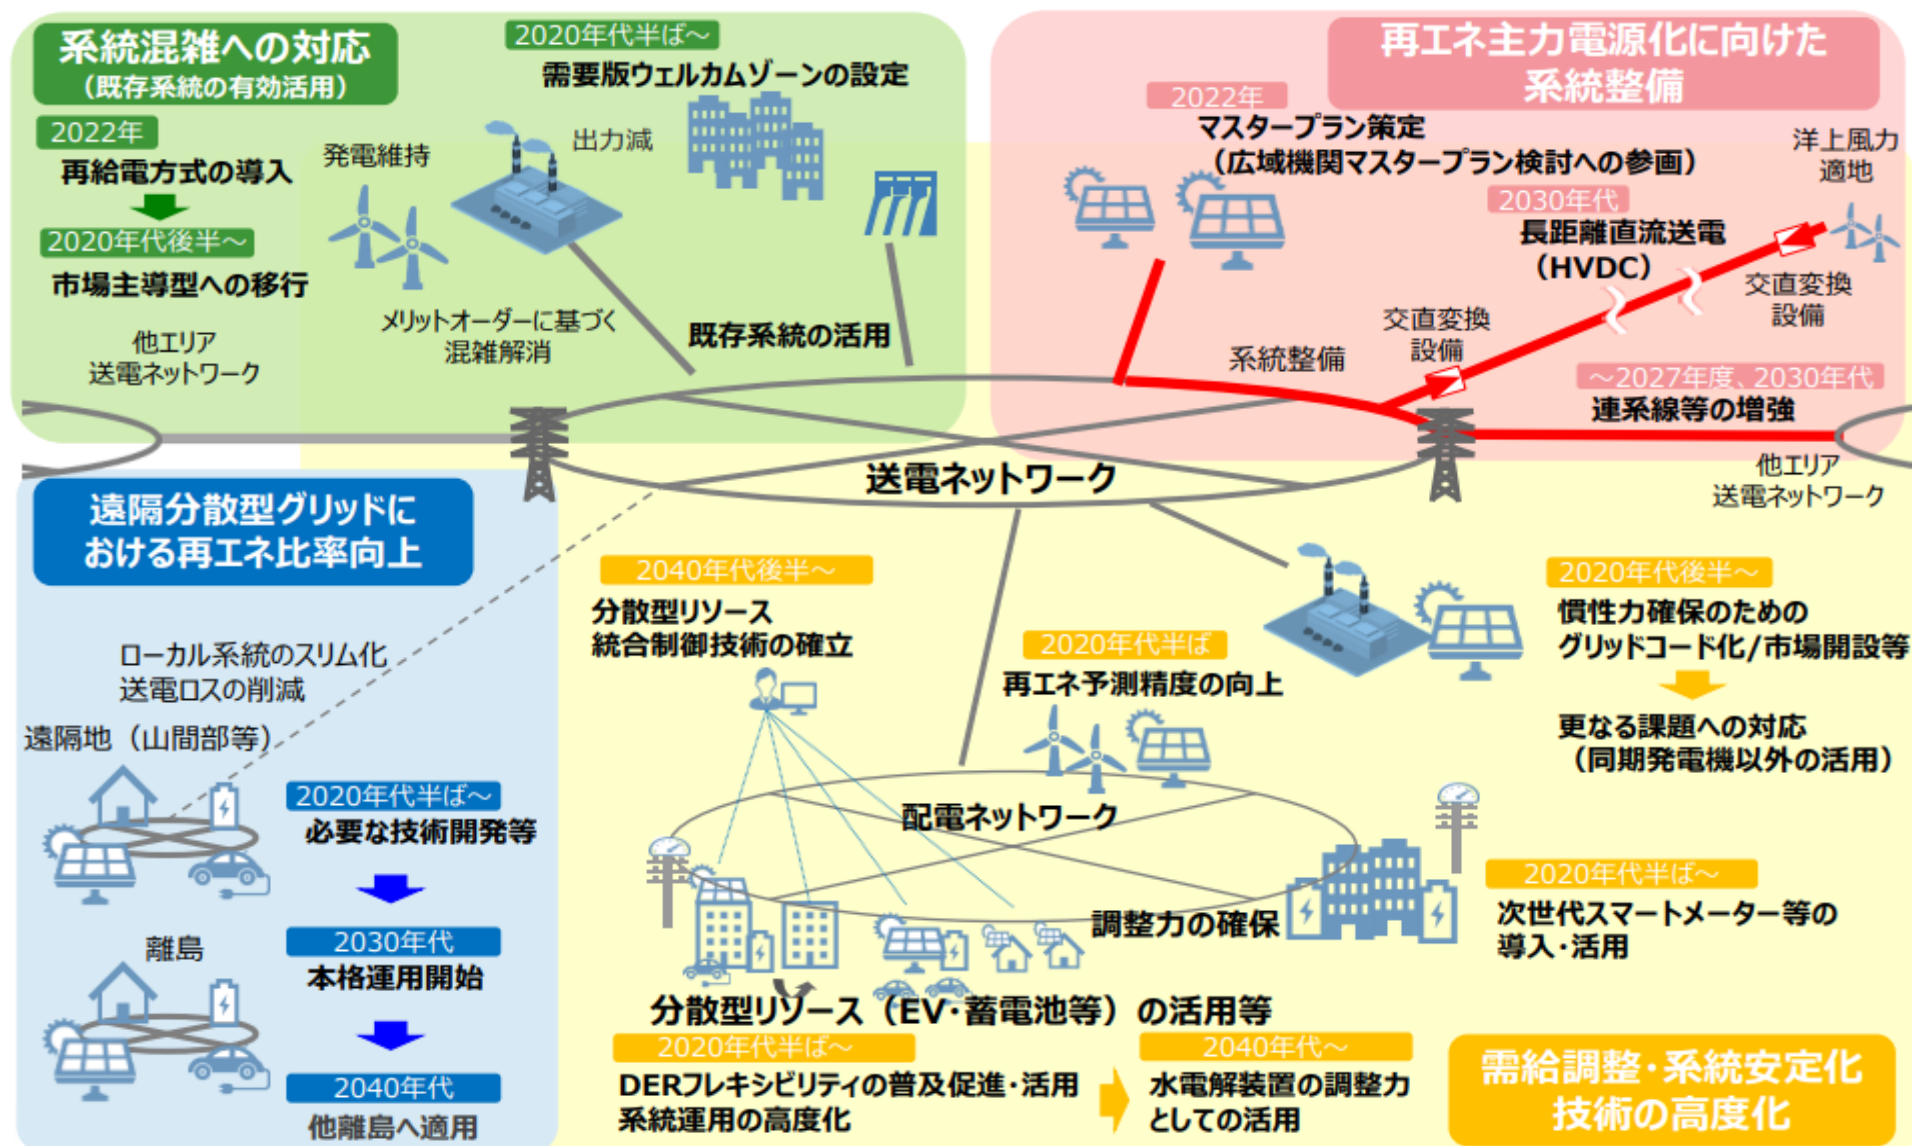 系統混雑への対応
（既存系統の有効活用）
2022年
再給電方式の導入
2020年代後半～
市場主導型への移行
他エリア
送電ネットワーク
発電維持
2020年代半ば～
需要版ウェルカムゾーンの設定
出力減
メリットオーダーに基づく
混雑解消
既存系統の活用
再エネ主力電源化に向けた
系統整備
2022年
マスタープラン策定
（広域機関マスタープラン検討への参画）
洋上風力
適地
2030年代
長距離直流送電
（HVDC）
交直変換
設備
交直変換
設備
系統整備
～2027年度、2030年代
連系線等の増強
他エリア
送電ネットワーク
送電ネットワーク
遠隔分散型グリッドに
おける再エネ比率向上
ローカル系統のスリム化
送電ロスの削減
遠隔地（山間部等）
2020年代半ば～
必要な技術開発等
離島
2030年代
本格運用開始
2040年代
他離島へ適用
2040年代後半～
分散型リソース
統合制御技術の確立
2020年代半ば
再エネ予測精度の向上
2020年代後半～
慣性力確保のための
グリッドコード化/市場開設等
更なる課題への対応
（同期発電機以外の活用）
配電ネットワーク
調整力の確保
2020年代半ば～
次世代スマートメーター等の
導入・活用
分散型リソース（EV・蓄電池等）の活用等
2020年代半ば～
DERフレキシビリティの普及促進・活用
系統運用の高度化
2040年代～
水電解装置の調整力
としての活用
需給調整・系統安定化
技術の高度化